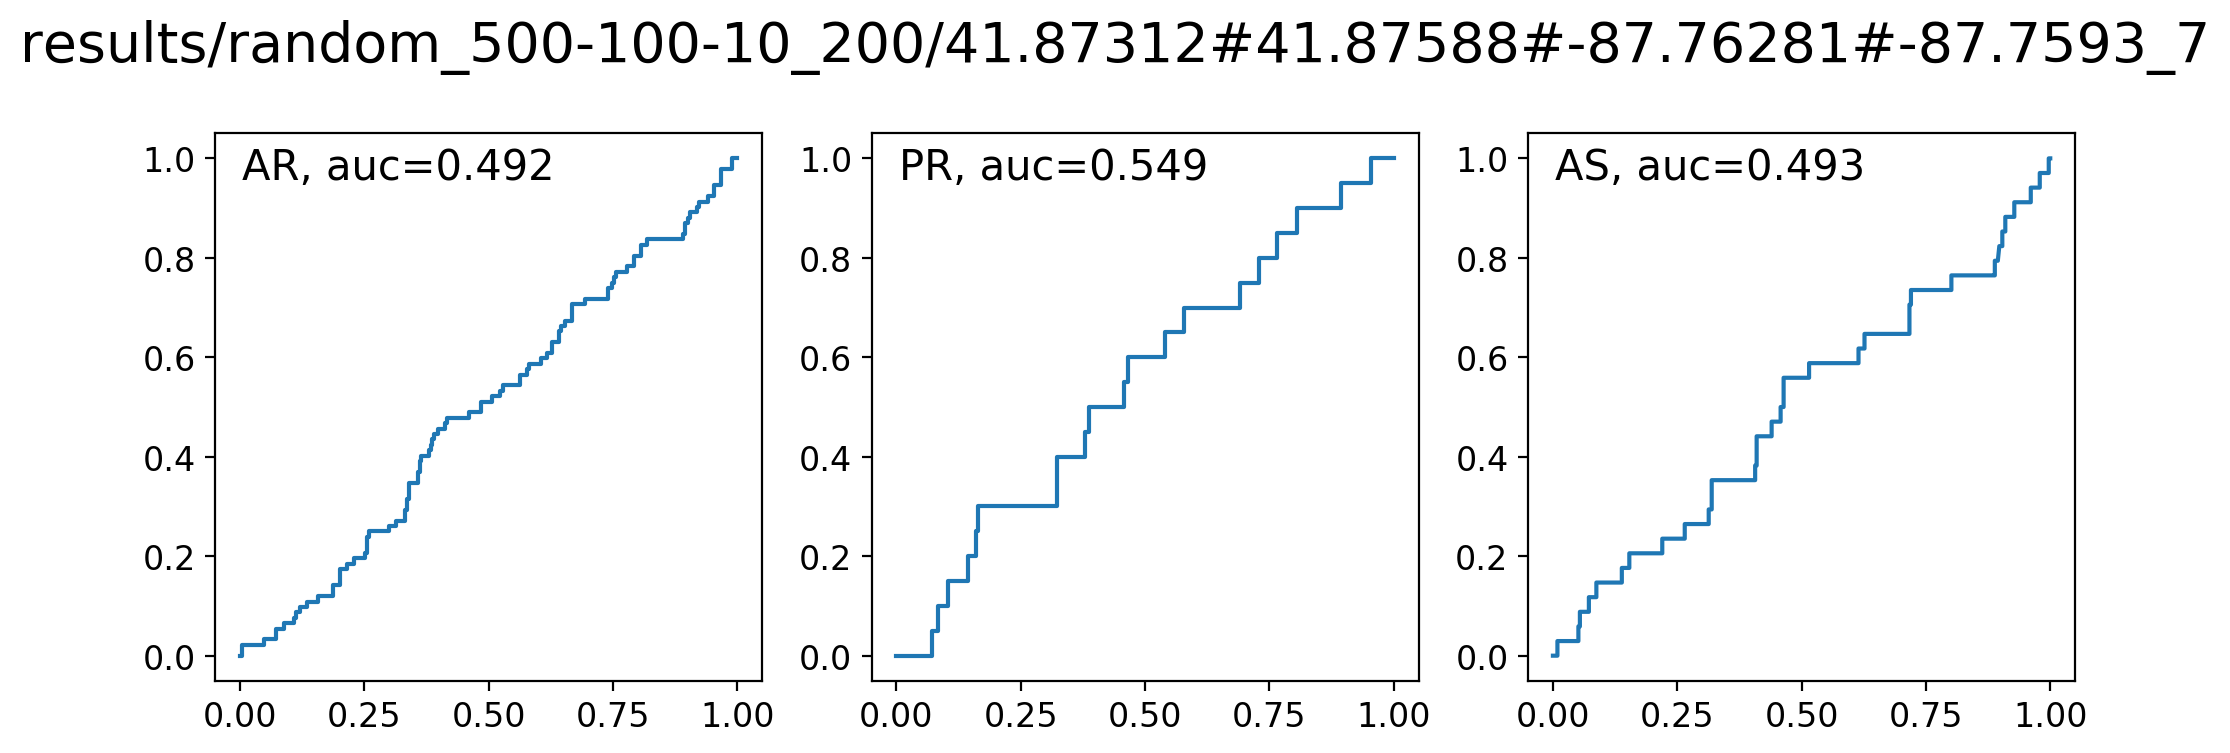 results/random_500-100-10_200/41.87312#41.87588#-87.76281#-87.7593_7
AR, auc=0.492
1.0
0.8
0.6
0.4
0.2
0.0
0.00 0.25 0.50 0.75 1.00
PR, auc=0.549
1.0
0.8
0.6
0.4
0.2
0.0
0.00 0.25 0.50 0.75 1.00
AS, auc=0.493
1.0
0.8
0.6
0.4
0.2
0.0
0.00 0.25 0.50 0.75 1.00